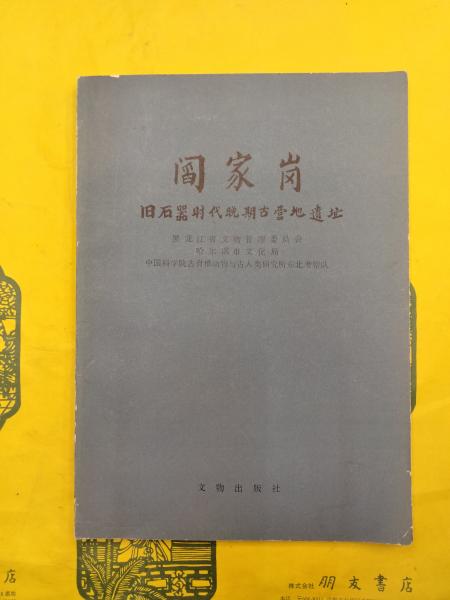 阎家岗
旧石器时代晚期古营地遗址
黑龙江省文物管理委员会
哈尔滨市文化局
中国科学院古脊椎动物与古人类研究所东北考察队
文物出版社
店
株式会社 朋友書店